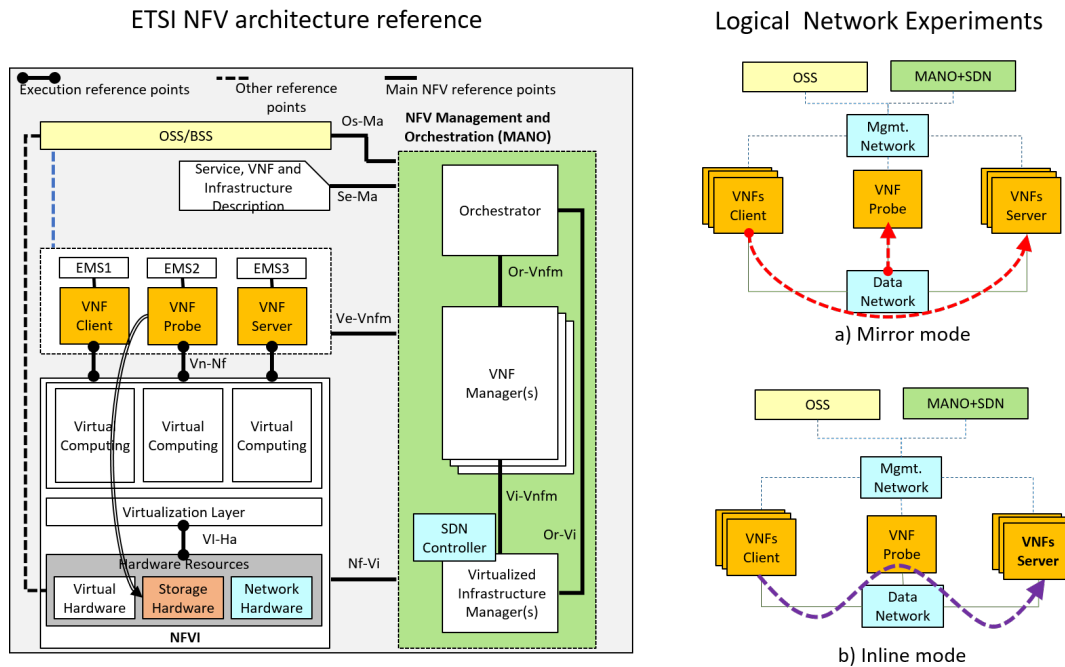 ETSI NFV architecture reference
Execution reference points
Other reference
points
Main NFV reference points
OSS/BSS
Os-Ma
NFV Management and
Orchestration (MANO)
Service, VNF and
Infrastructure
Description
Se-Ma
Orchestrator
Or-Vnfm
EMS1
EMS2
EMS3
VNF
Client
VNF
Probe
VNF
Server
Ve-Vnfm
Vn-Nf
VNF
Manager(s)
Virtual
Computing
Virtual
Computing
Virtual
Computing
Vi-Vnfm
Or-Vi
Virtualization Layer
VI-Ha
SDN
Controller
Hardware Resources
Virtual
Hardware
Storage
Hardware
Network
Hardware
Nf-Vi
Virtualized
Infrastructure
Manager(s)
NFVI
Logical Network Experiments
OSS
MANO+SDN
Mgmt.
Network
VNFs
Client
VNF
Probe
VNFs
Server
Data
Network
a) Mirror mode
OSS
MANO+SDN
Mgmt.
Network
VNFs
Client
VNF
Probe
VNFs
Server
Data
Network
b) Inline mode